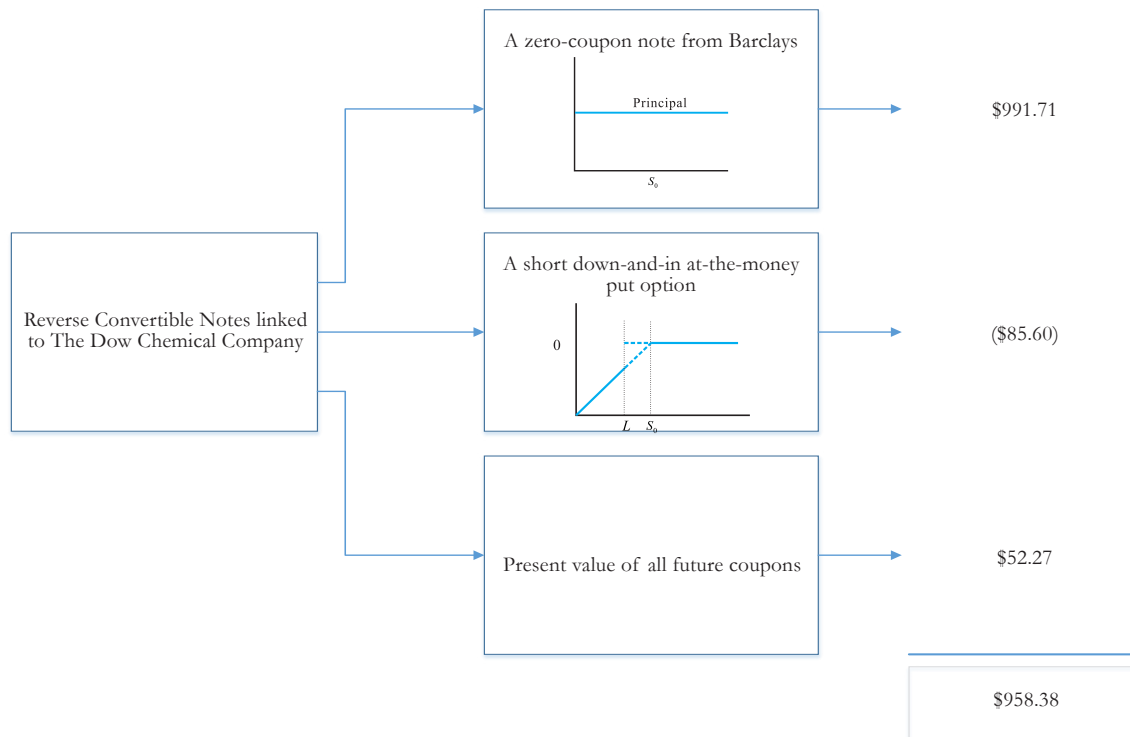 A zero-coupon note from Barclays
Principal
S₀
$991.71
Reverse Convertible Notes linked
to The Dow Chemical Company
A short down-and-in at-the-money
put option
0
L S₀
($85.60)
Present value of all future coupons
$52.27
$958.38